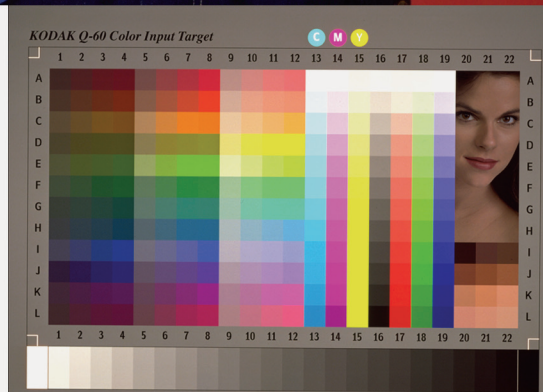 KODAK Q-60 Color Input Target
C M Y
1 2 3 4 5 6 7 8 9 10 11 12 13 14 15 16 17 18 19 20 21 22
A A
B B
C C
D D
E E
F F
G G
H H
I I
J J
K K
L L
1 2 3 4 5 6 7 8 9 10 11 12 13 14 15 16 17 18 19 20 21 22